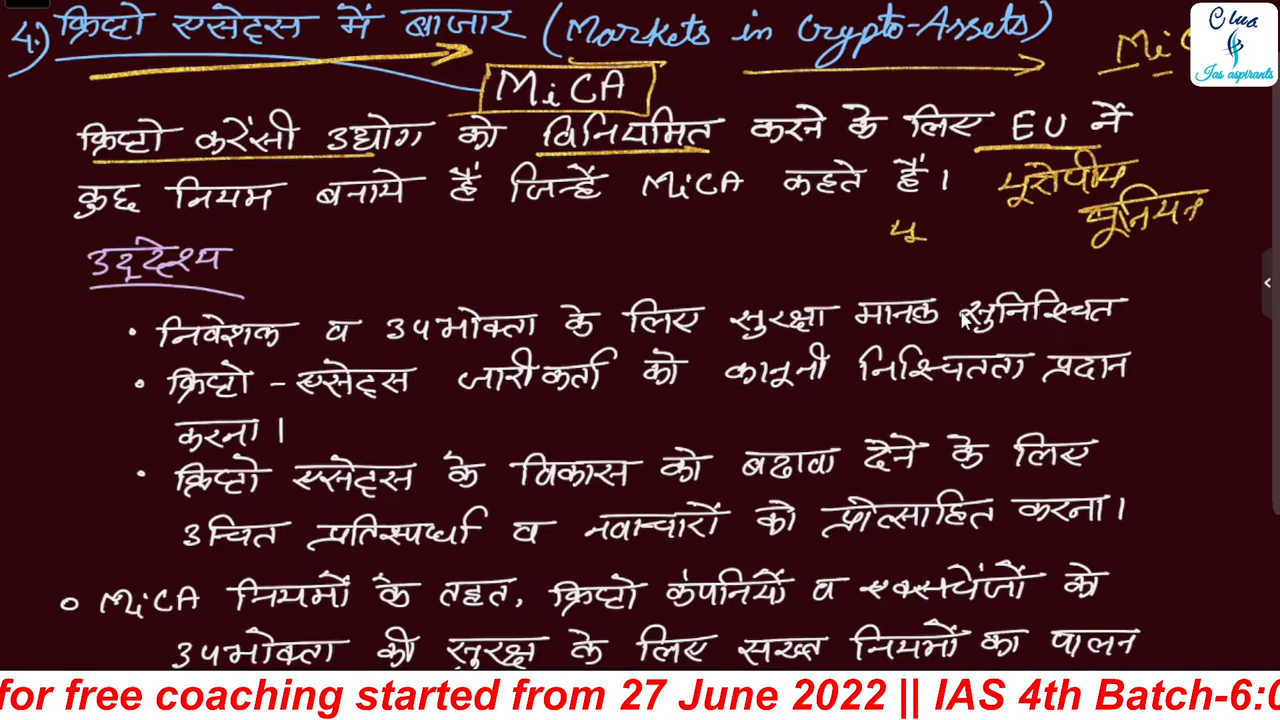 4.) क्रिप्टो एसेट्स में बाजार (Markets in Crypto-Assets)
MiC
Clue
Ias aspirants
MiCA
क्रिप्टो करेंसी उद्योग को विनियमित करने के लिए EU ने
कुछ नियम बनाये हैं जिन्हें MiCA कहते हैं।
यूरोपीय
यूनियन
यू
उद्देश्य
• निवेशक व उपभोक्ता के लिए सुरक्षा मानक सुनिश्चित
• क्रिप्टो-एसेट्स जारीकर्ता को कानूनी निश्चितता प्रदान
करना।
• क्रिप्टो एसेट्स के विकास को बढावा देने के लिए
उचित प्रतिस्पर्धा व नवाचारों को प्रोत्साहित करना।
० MiCA नियमों के तहत, क्रिप्टो कंपनियों व एक्सचेंजों को
उपभोक्ता की सुरक्ष के लिए सख्त नियमों का पालन
for free coaching started from 27 June 2022 || IAS 4th Batch-6:0